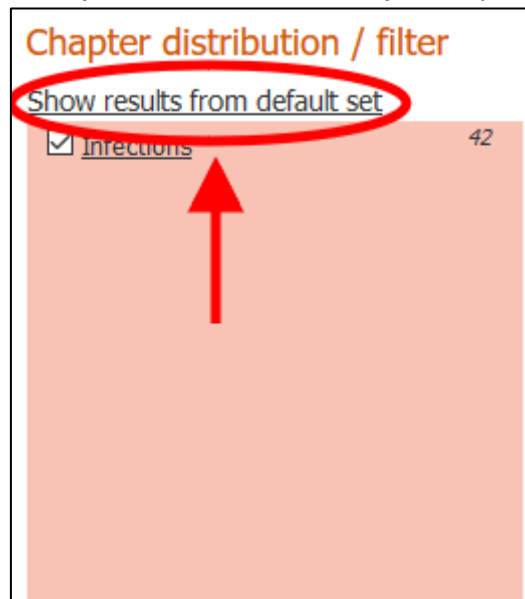 Chapter distribution / filter
Show results from default set
Infections 42